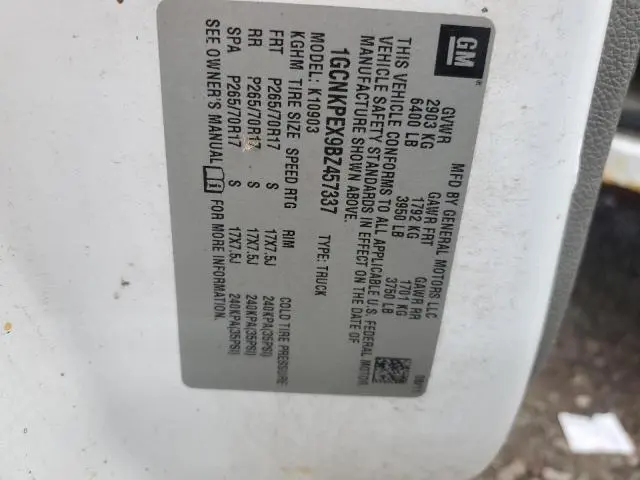 GM
MFD BY GENERAL MOTORS LLC
GVWR GAWR FRT GAWR RR
2903 KG 1792 KG 1701 KG
6400 LB 3950 LB 3750 LB
THIS VEHICLE CONFORMS TO ALL APPLICABLE U.S. FEDERAL MOTOR
VEHICLE SAFETY STANDARDS IN EFFECT ON THE DATE OF
MANUFACTURE SHOWN ABOVE.
1GCNKPEX9BZ457337 TYPE: TRUCK
MODEL: K10903
KGHM TIRE SIZE SPEED RTG RIM COLD TIRE PRESSURE
FRT P265/70R17 S 17X7.5J 240KPA(35PSI)
RR P265/70R17 S 17X7.5J 240KPA(35PSI)
SPA P265/70R17 S 17X7.5J 240KPA(35PSI)
SEE OWNER'S MANUAL FOR MORE INFORMATION.